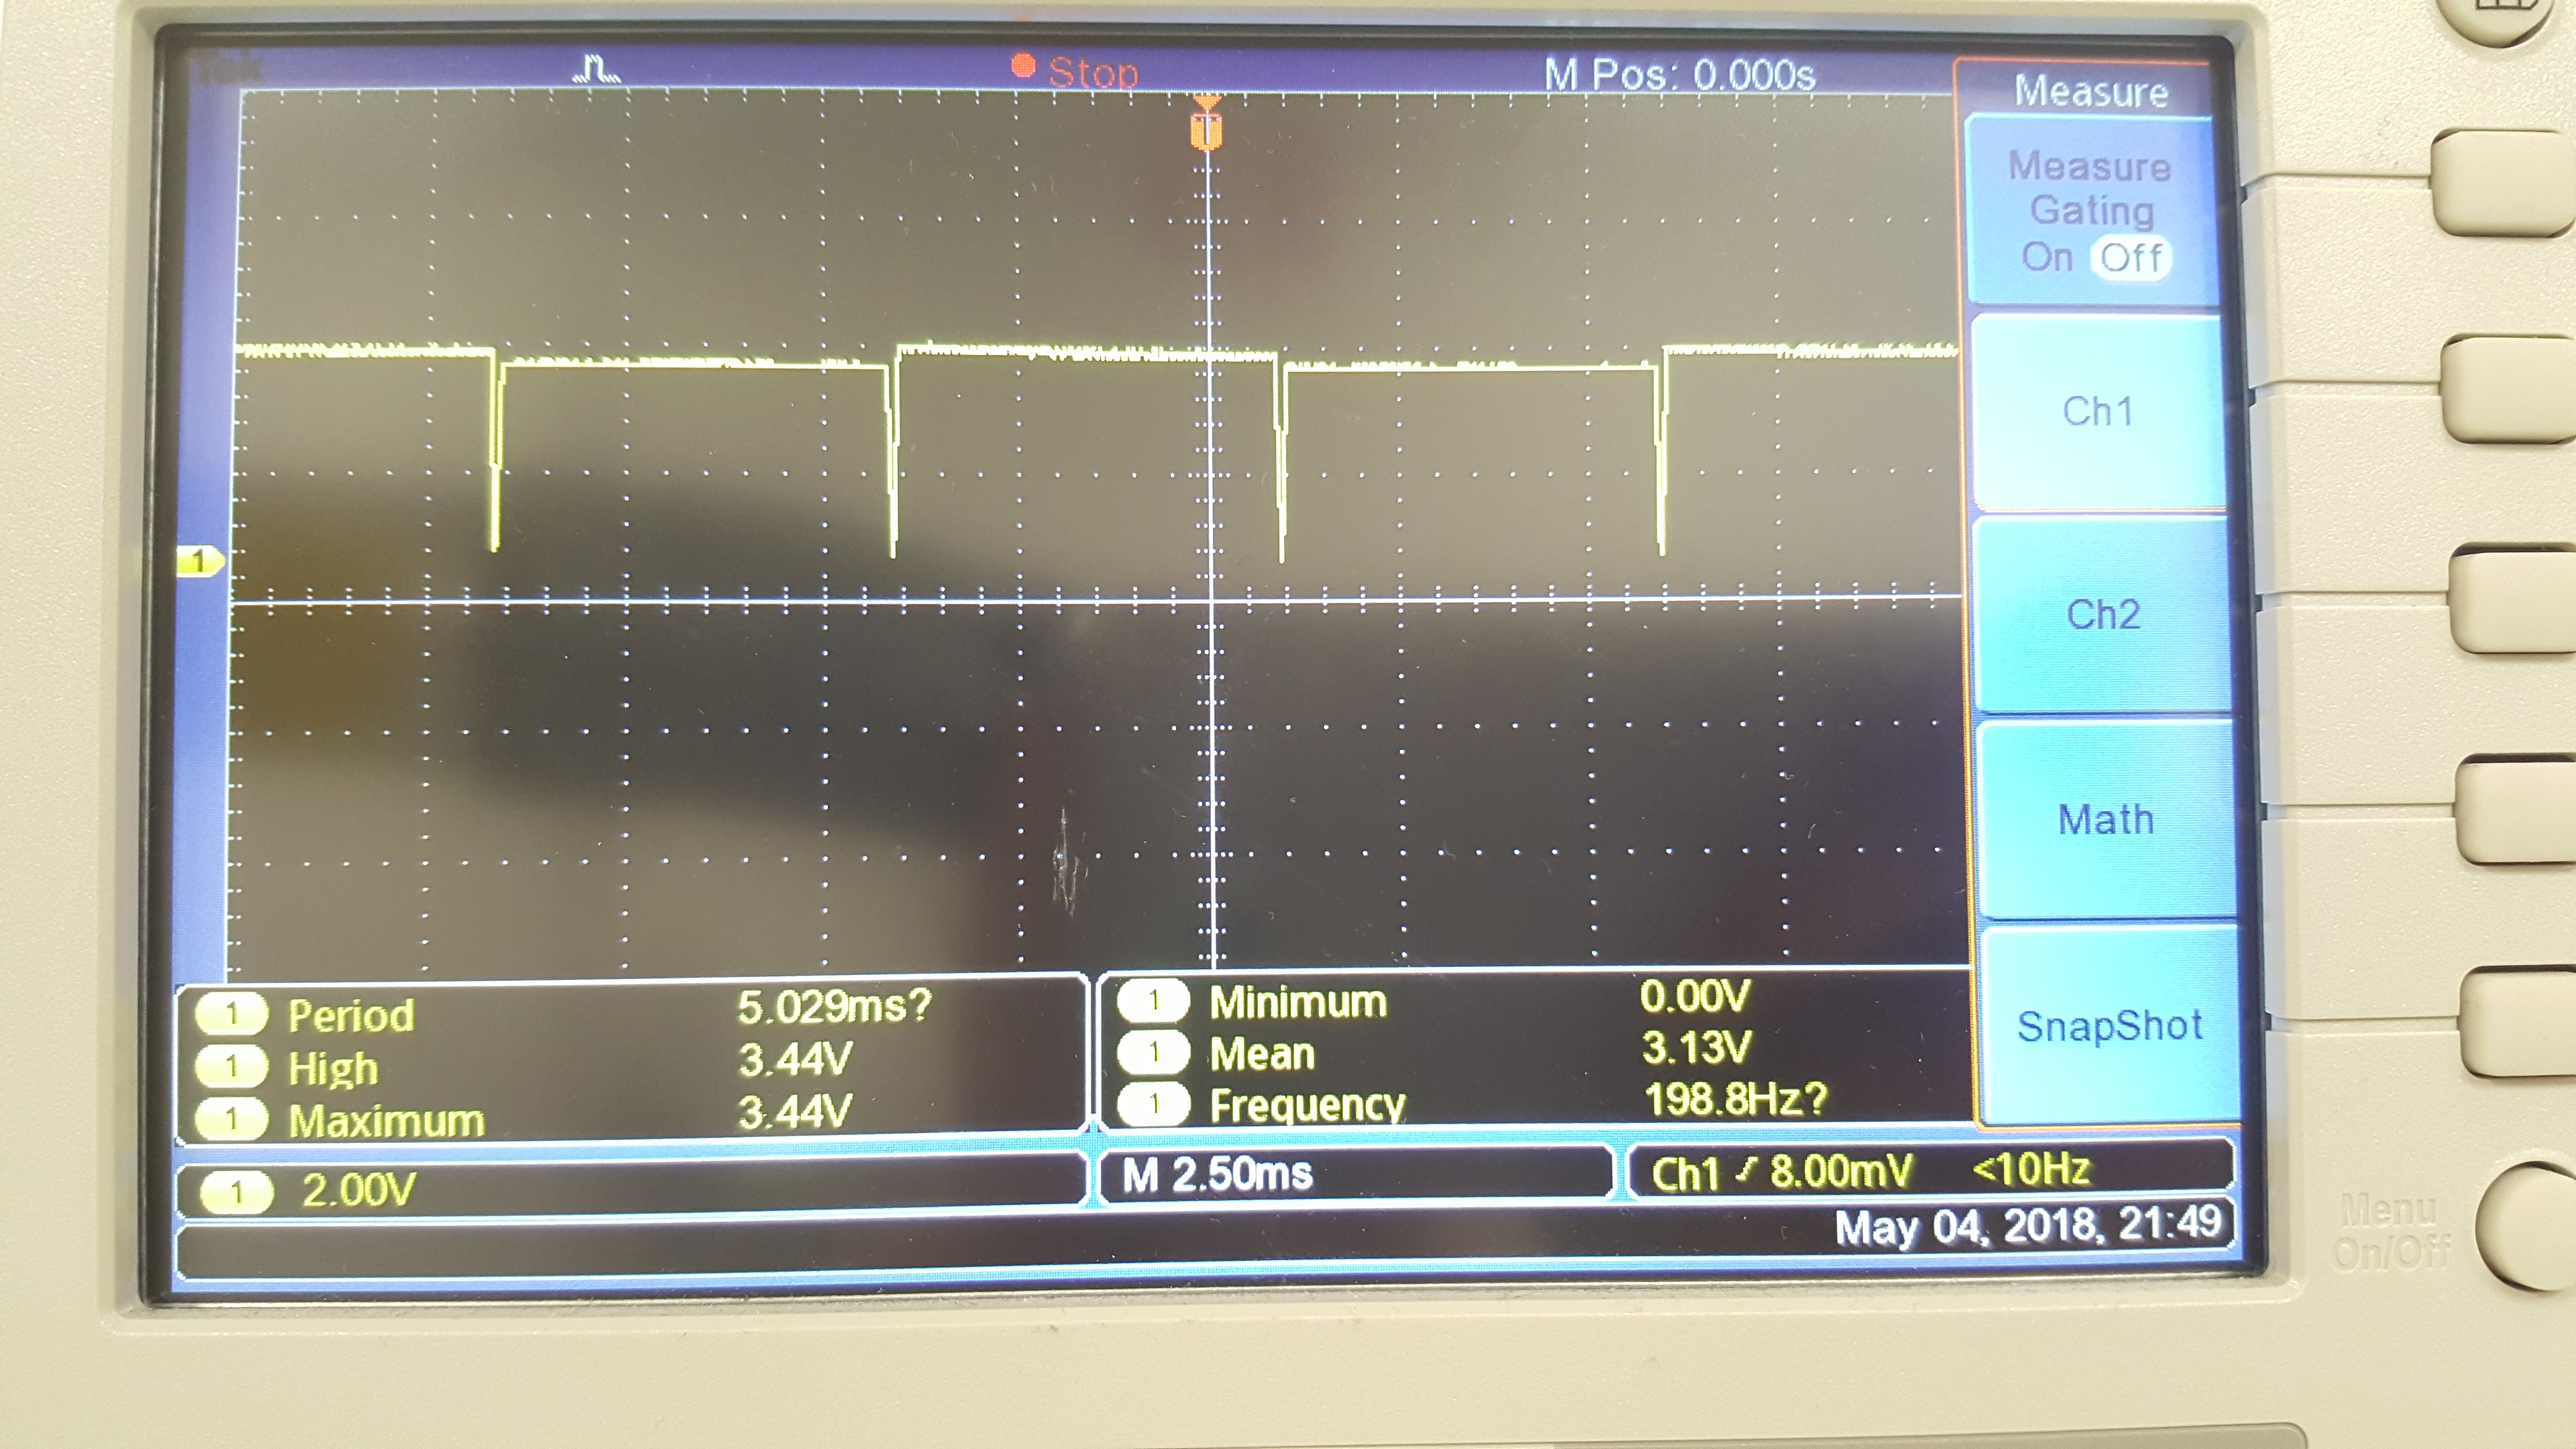 Tek
Stop
M Pos: 0.000s
T
Measure
Measure
Gating
On Off
Ch1
1
Ch2
Math
SnapShot
1 Period 5.029ms?
1 High 3.44V
1 Maximum 3.44V
1 Minimum 0.00V
1 Mean 3.13V
1 Frequency 198.8Hz?
1 2.00V
M 2.50ms
Ch1 8.00mV <10Hz
May 04, 2018, 21:49
Menu
On/Off